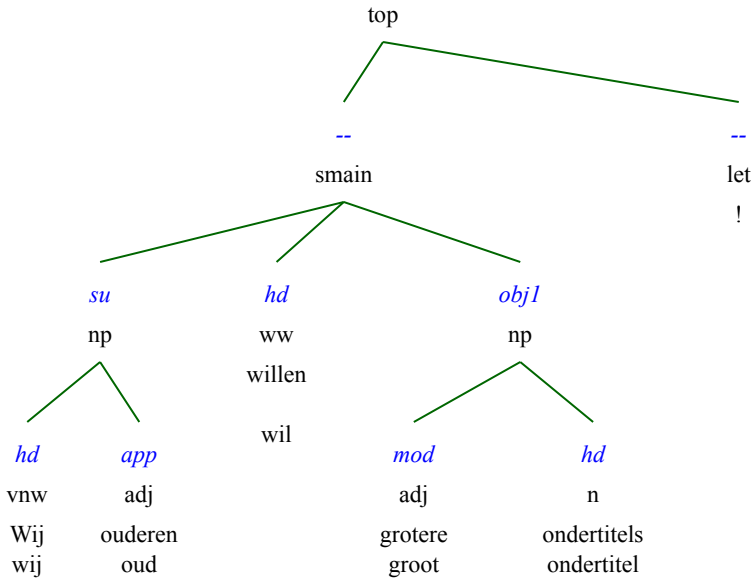 top
-- --
smain let
!
su hd obj1
np ww np
willen
wil
hd app mod hd
vnw adj adj n
Wij ouderen grotere ondertitels
wij oud groot ondertitel